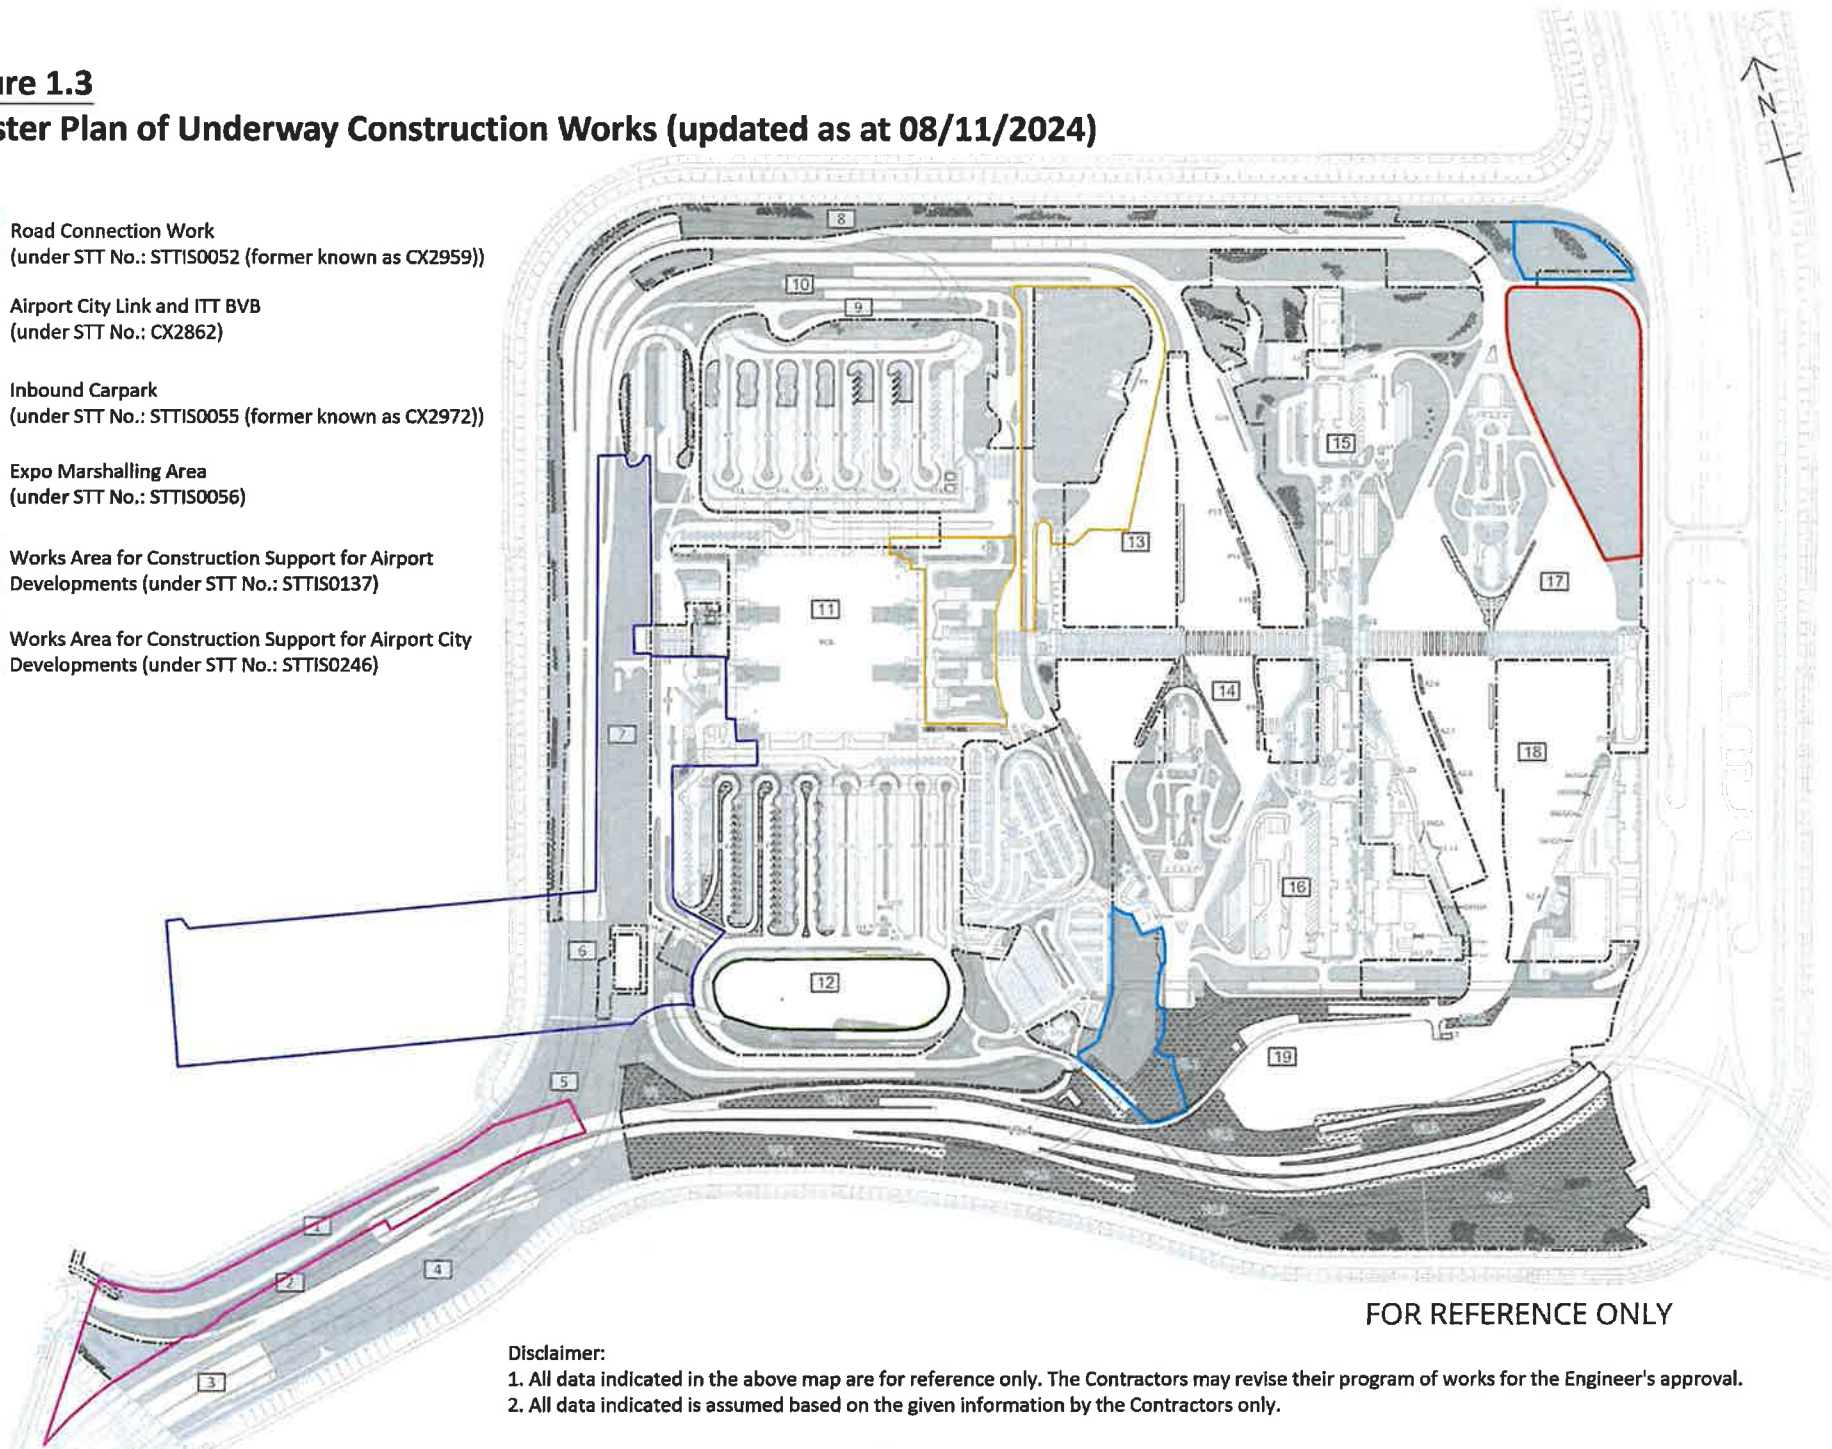 ure 1.3
ster Plan of Underway Construction Works (updated as at 08/11/2024)
N
Road Connection Work
(under STT No.: STTIS0052 (former known as CX2959))
Airport City Link and ITT BVB
(under STT No.: CX2862)
Inbound Carpark
(under STT No.: STTIS0055 (former known as CX2972))
Expo Marshalling Area
(under STT No.: STTIS0056)
Works Area for Construction Support for Airport
Developments (under STT No.: STTIS0137)
Works Area for Construction Support for Airport City
Developments (under STT No.: STTIS0246)
8
10
9
15
13
17
11
14
7
18
16
6
12
19
5
1
4
2
3
FOR REFERENCE ONLY
Disclaimer:
1. All data indicated in the above map are for reference only. The Contractors may revise their program of works for the Engineer's approval.
2. All data indicated is assumed based on the given information by the Contractors only.